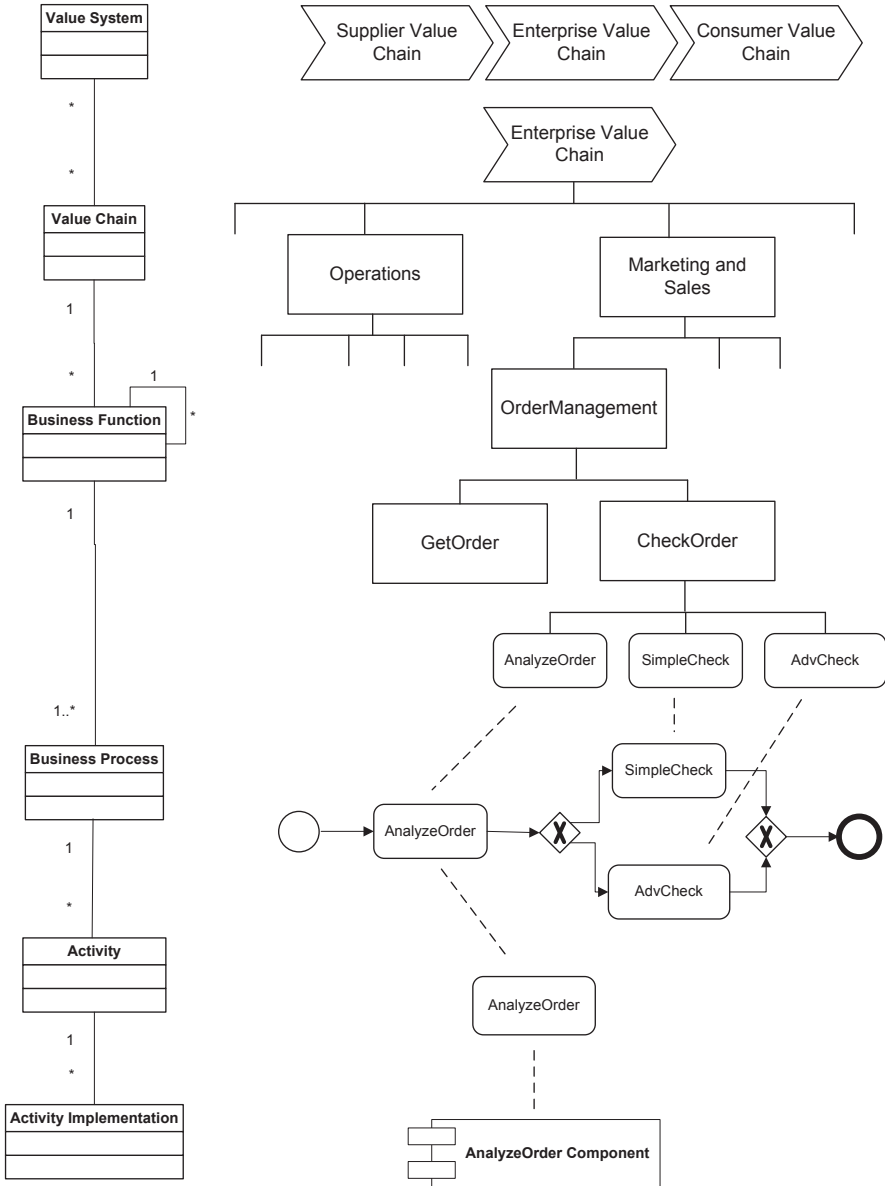 Value System
*
*
Value Chain
1
*
1
*
Business Function
1
1..*
Business Process
1
*
Activity
1
*
Activity Implementation
Supplier Value
Chain
Enterprise Value
Chain
Consumer Value
Chain
Enterprise Value
Chain
Operations
Marketing and
Sales
OrderManagement
GetOrder
CheckOrder
AnalyzeOrder
SimpleCheck
AdvCheck
SimpleCheck
AnalyzeOrder
X
X
AdvCheck
AnalyzeOrder
AnalyzeOrder Component